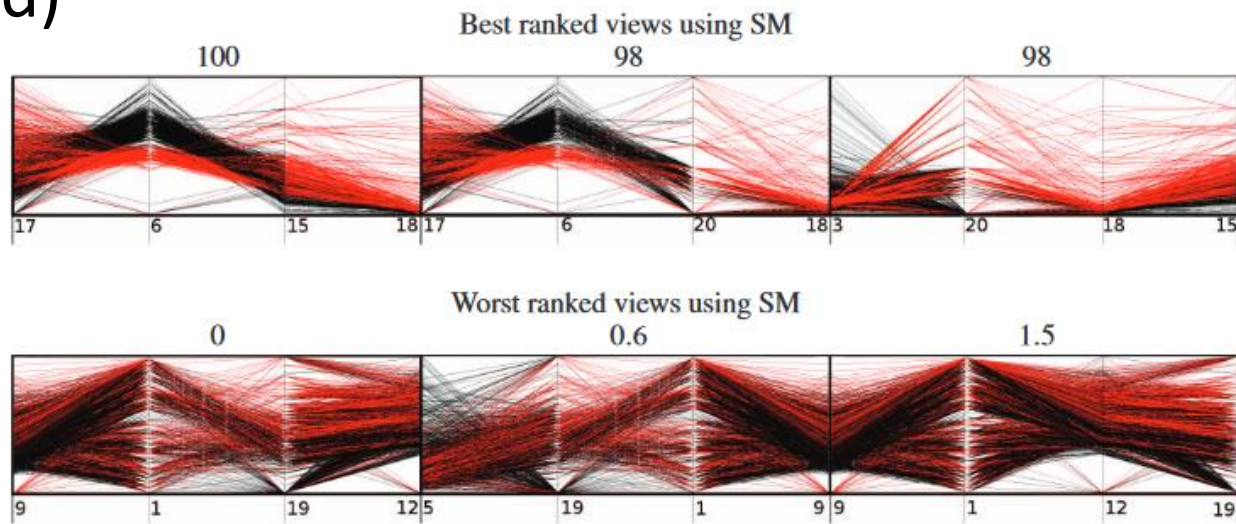 d)
Best ranked views using SM
100 98 98
17 6 15 18 17 6 20 18 3 20 18 15
Worst ranked views using SM
0 0.6 1.5
9 1 19 12 5 19 1 9 9 1 12 19